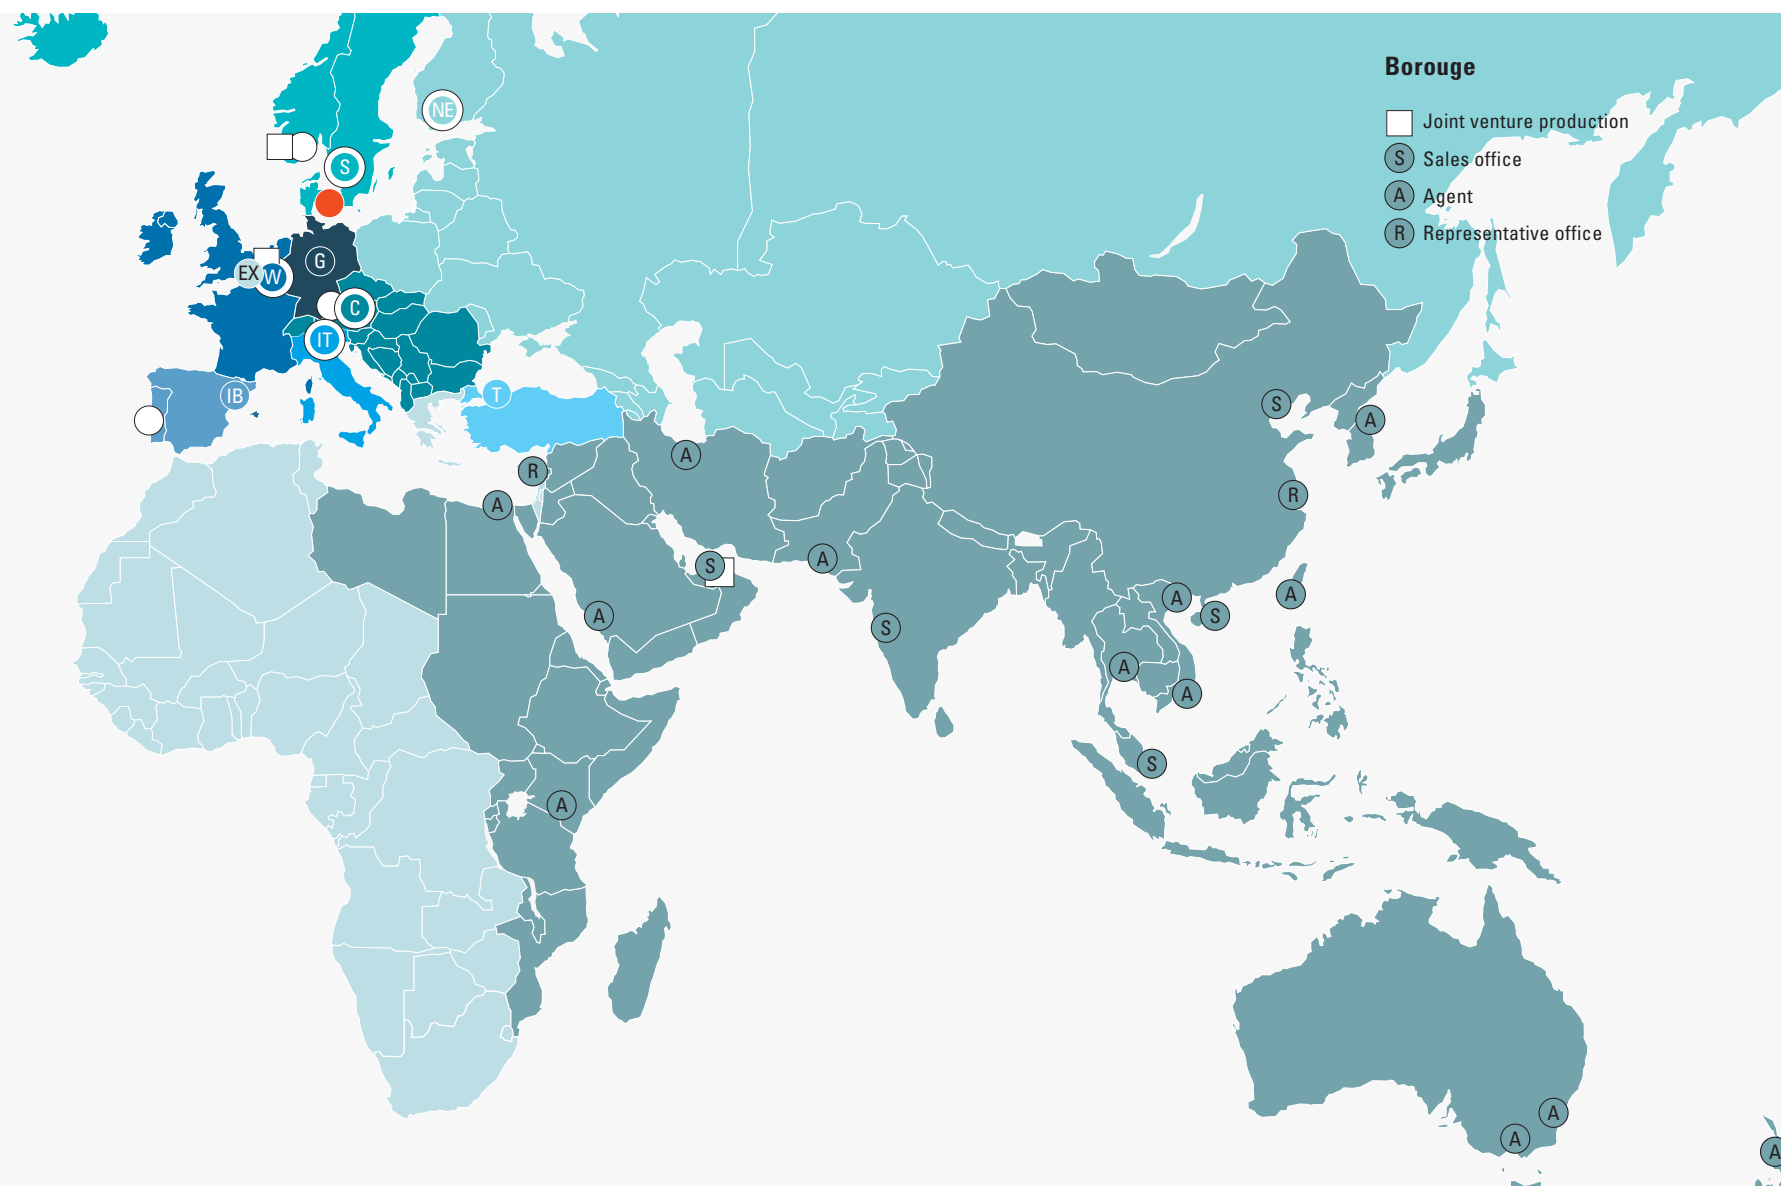 Borouge
Joint venture production
S Sales office
A Agent
R Representative office
NE
S
G
EX
W
C
IT
IB
T
S
A
A
R
R
A
A
S
A
A
A
S
A
S
S
A
A
S
A
A
A
A